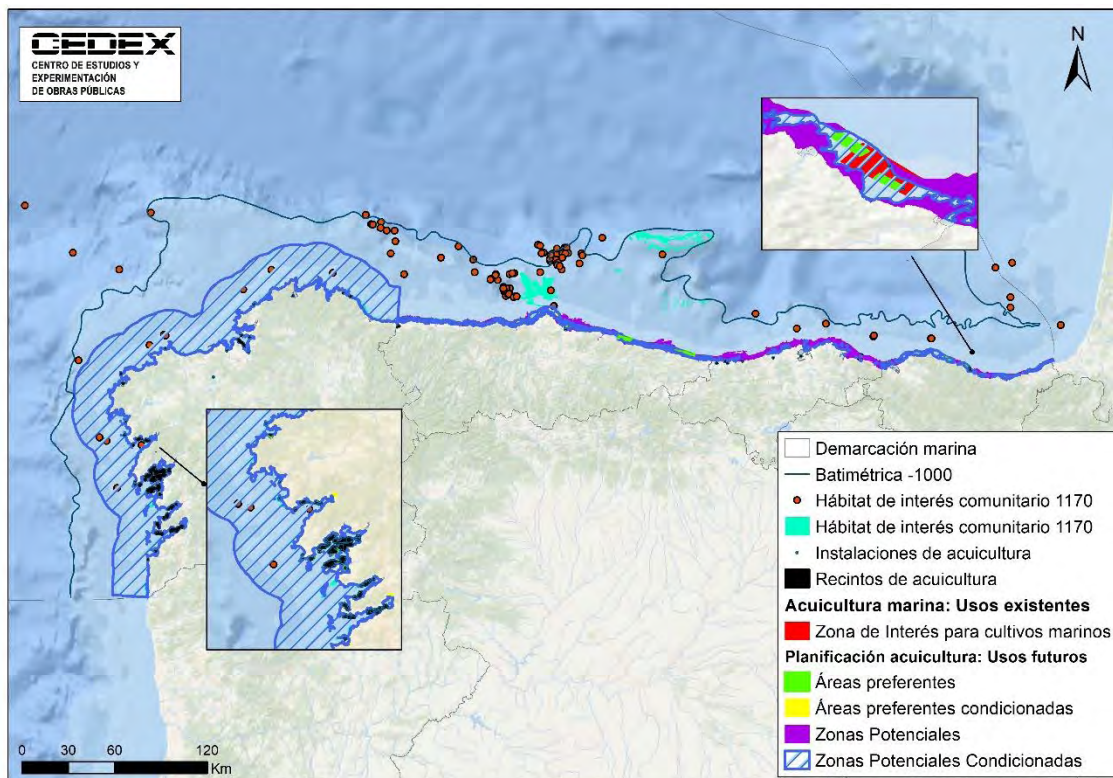 CEDEX
CENTRO DE ESTUDIOS Y
EXPERIMENTACIÓN
DE OBRAS PÚBLICAS
N
Demarcación marina
Batimétrica -1000
Hábitat de interés comunitario 1170
Hábitat de interés comunitario 1170
Instalaciones de acuicultura
Recintos de acuicultura
Acuicultura marina: Usos existentes
Zona de Interés para cultivos marinos
Planificación acuicultura: Usos futuros
Áreas preferentes
Áreas preferentes condicionadas
Zonas Potenciales
Zonas Potenciales Condicionadas
0 30 60 120
Km